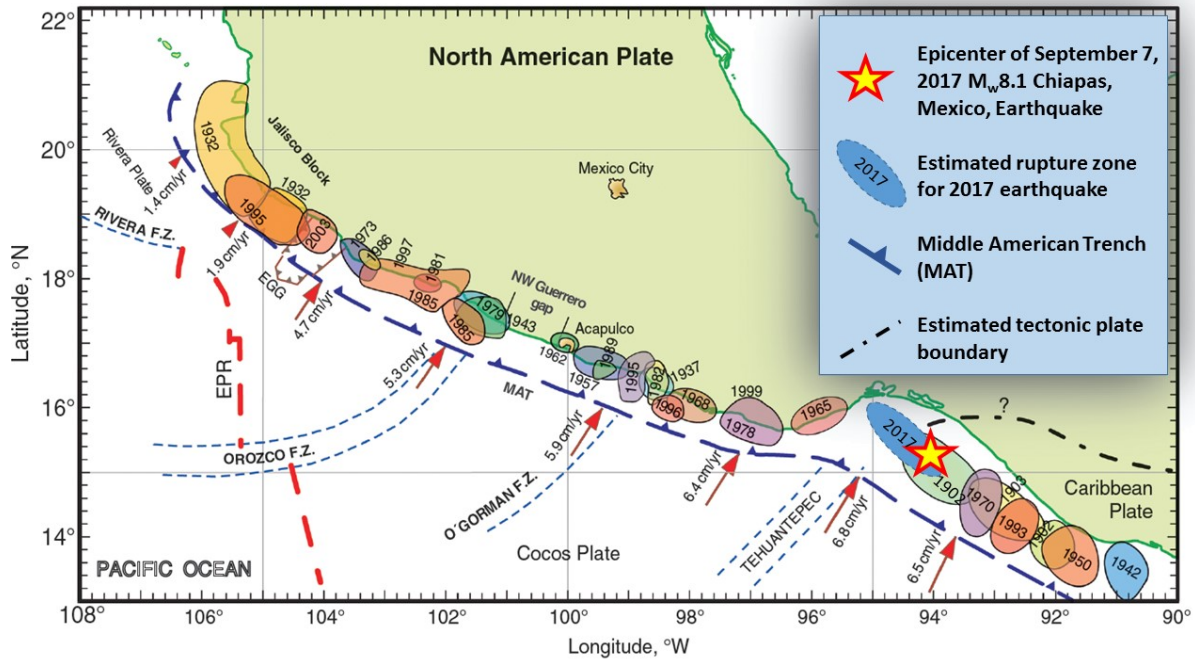 22°
20°
18°
16°
14°
Latitude, °N
108°
106°
104°
102°
100°
98°
96°
94°
92°
90°
Longitude, °W
North American Plate
Epicenter of September 7,
2017 Mw8.1 Chiapas,
Mexico, Earthquake
2017
Estimated rupture zone
for 2017 earthquake
Middle American Trench
(MAT)
Estimated tectonic plate
boundary
Mexico City
Jalisco Block
Rivera Plate
1.4 cm/yr
1932
1932
1995
2003
RIVERA F.Z.
1.9 cm/yr
EGG
4.7 cm/yr
1973
1986
1997
1981
1985
1985
1979
1943
NW Guerrero
gap
Acapulco
1962
1957
1989
1995
1982
1937
1996
1968
1999
1978
1965
EPR
5.3 cm/yr
MAT
OROZCO F.Z.
5.9 cm/yr
O´GORMAN F.Z.
6.4 cm/yr
TEHUANTEPEC
6.8 cm/yr
6.5 cm/yr
Cocos Plate
PACIFIC OCEAN
2017
?
1902
1970
1993
1950
1942
Caribbean
Plate